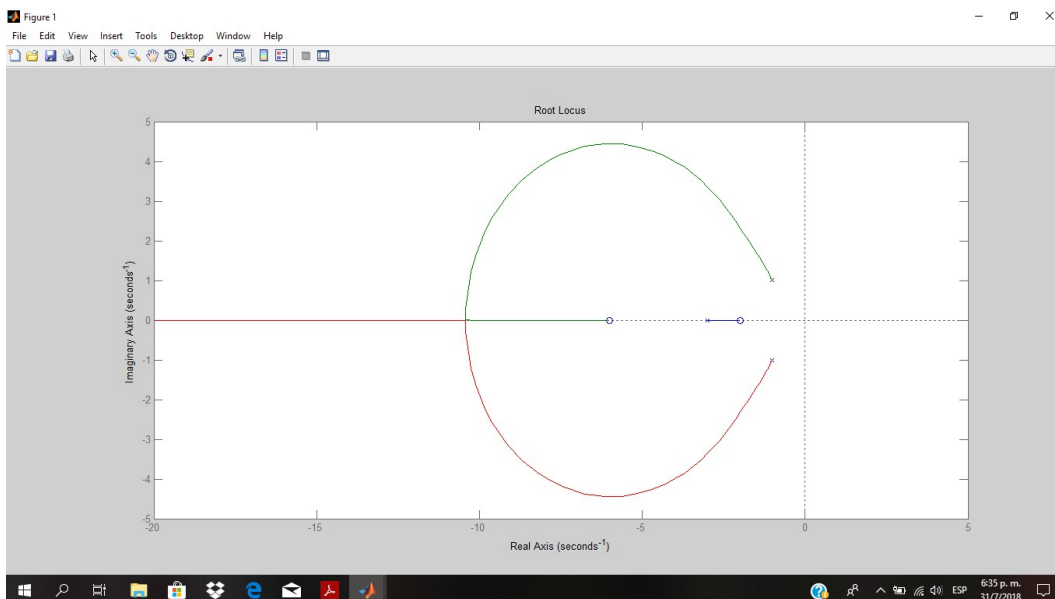 Figure 1
File Edit View Insert Tools Desktop Window Help
Root Locus
Imaginary Axis (seconds⁻¹)
5
4
3
2
1
0
-1
-2
-3
-4
-5
-20 -15 -10 -5 0 5
Real Axis (seconds⁻¹)
ESP
6:35 p. m.
31/7/2018